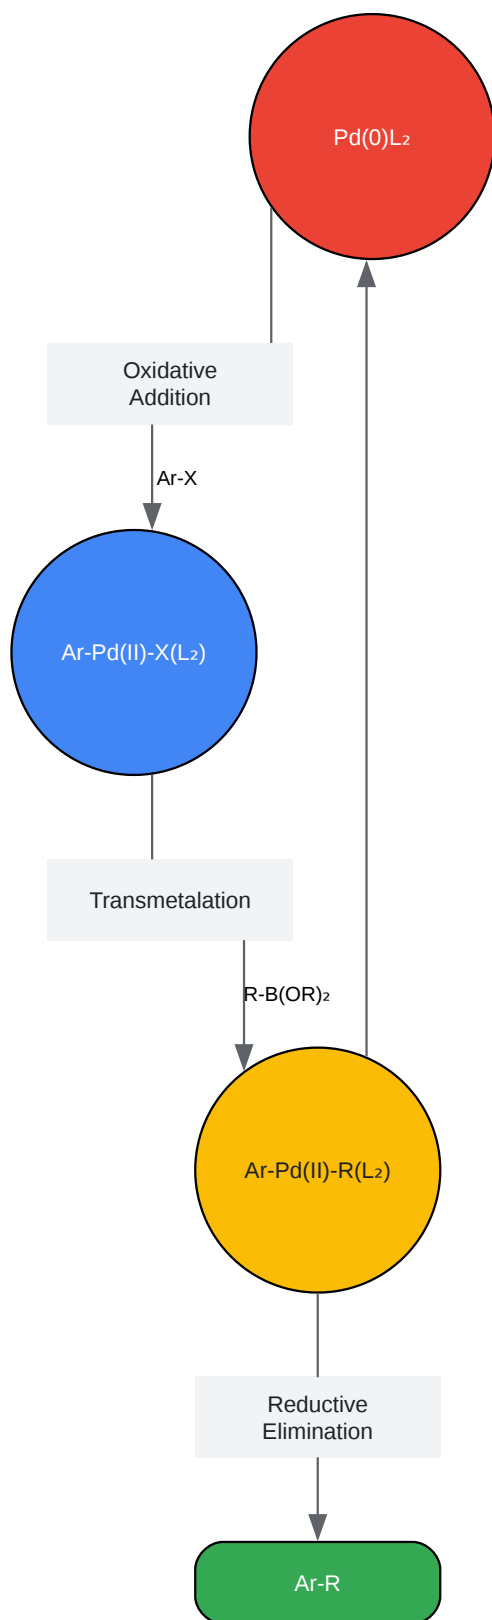 Pd(0)L₂
Oxidative
Addition
Ar-X
Ar-Pd(II)-X(L₂)
Transmetalation
R-B(OR)₂
Ar-Pd(II)-R(L₂)
Reductive
Elimination
Ar-R